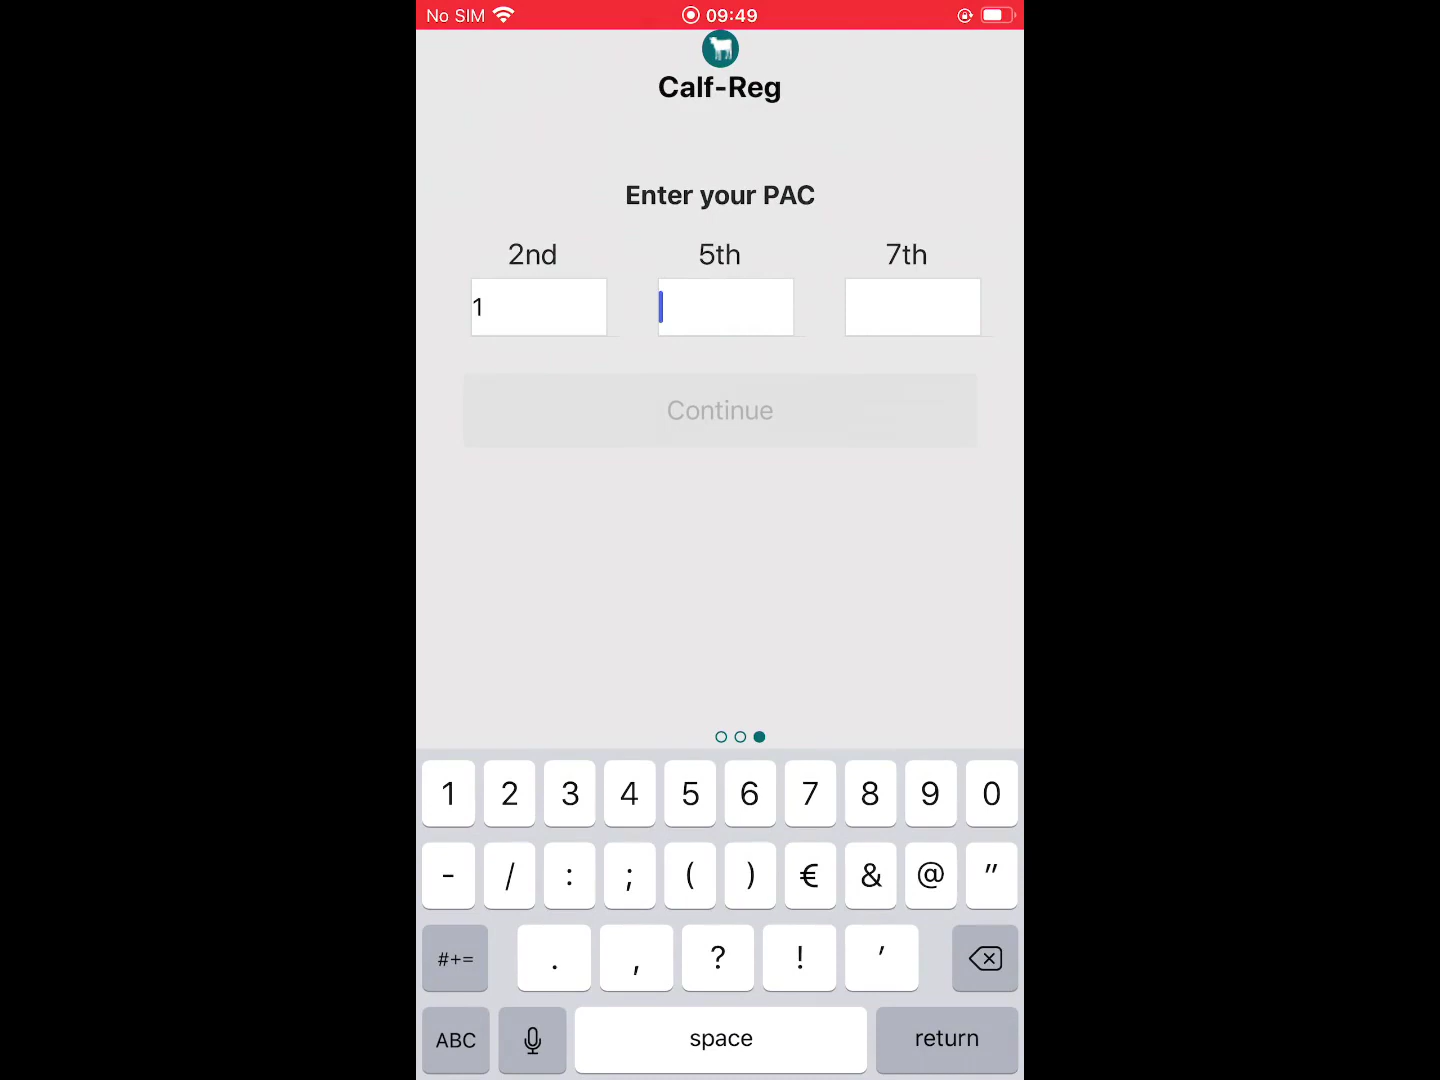 No SIM 09:49
Calf-Reg
Enter your PAC
2nd 5th 7th
1
Continue
1 2 3 4 5 6 7 8 9 0
- / : ; ( ) € & @ "
#+= . , ? ! '
ABC space return